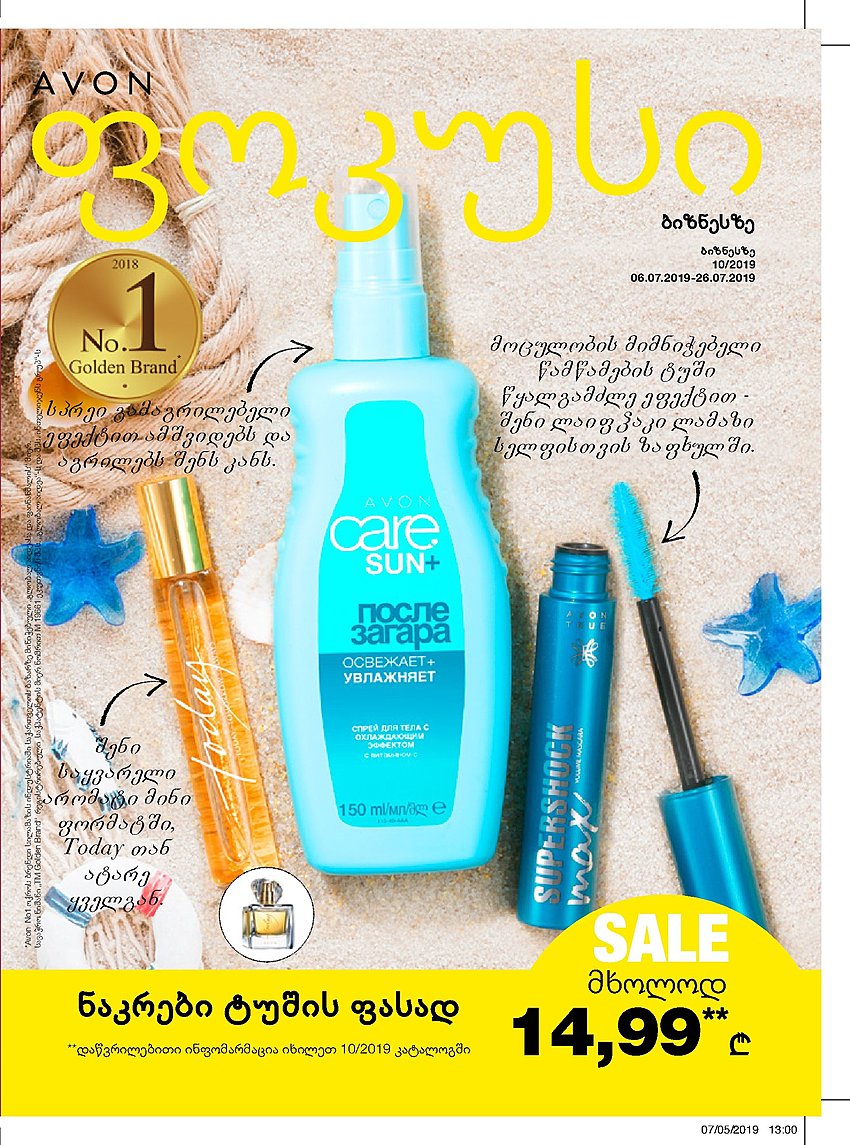 AVON
ფოკუსი
ბიზნესზე
ბიზნესზე
10/2019
06.07.2019-26.07.2019
2018
No.1
Golden Brand*
სპრეი გამაგრილებელი
ეფექტით ამშვიდებს და
აგრილებს შენს კანს.
მოცულობის მიმნიჭებელი
წამწამების ტუში
წყალგამძლე ეფექტით -
შენი ლაიფჰაკი ლამაზი
სელფისთვის ზაფხულში.
AVON
care
SUN+
после
загара
ОСВЕЖАЕТ+
УВЛАЖНЯЕТ
СПРЕЙ ДЛЯ ТЕЛА С
ОХЛАЖДАЮЩИМ
ЭФФЕКТОМ
С ВИТАМИНОМ С
150 ml/мл/მლ e
today
AVON
TRUE
SUPERSHOCK
max
VOLUME MASCARA
შენი
საყვარელი
არომატი მინი
ფორმატში,
Today თან
ატარე
ყველგან.
SALE
მხოლოდ
14,99** ₾
ნაკრები ტუშის ფასად
**დაწვრილებითი ინფომარმაცია იხილეთ 10/2019 კატალოგში
07/05/2019 13:00